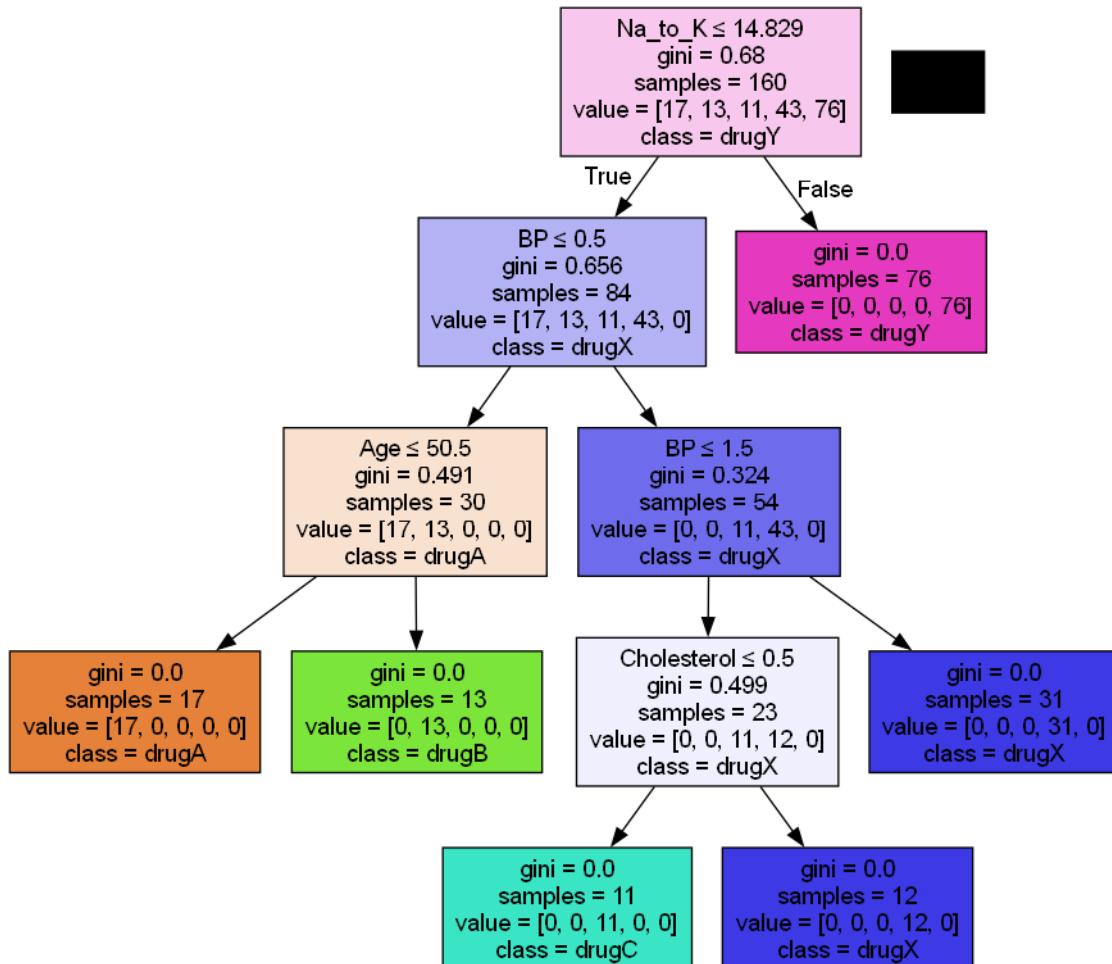 Na_to_K ≤ 14.829
gini = 0.68
samples = 160
value = [17, 13, 11, 43, 76]
class = drugY
True
False
BP ≤ 0.5
gini = 0.656
samples = 84
value = [17, 13, 11, 43, 0]
class = drugX
gini = 0.0
samples = 76
value = [0, 0, 0, 0, 76]
class = drugY
Age ≤ 50.5
gini = 0.491
samples = 30
value = [17, 13, 0, 0, 0]
class = drugA
BP ≤ 1.5
gini = 0.324
samples = 54
value = [0, 0, 11, 43, 0]
class = drugX
gini = 0.0
samples = 17
value = [17, 0, 0, 0, 0]
class = drugA
gini = 0.0
samples = 13
value = [0, 13, 0, 0, 0]
class = drugB
Cholesterol ≤ 0.5
gini = 0.499
samples = 23
value = [0, 0, 11, 12, 0]
class = drugX
gini = 0.0
samples = 31
value = [0, 0, 0, 31, 0]
class = drugX
gini = 0.0
samples = 11
value = [0, 0, 11, 0, 0]
class = drugC
gini = 0.0
samples = 12
value = [0, 0, 0, 12, 0]
class = drugX